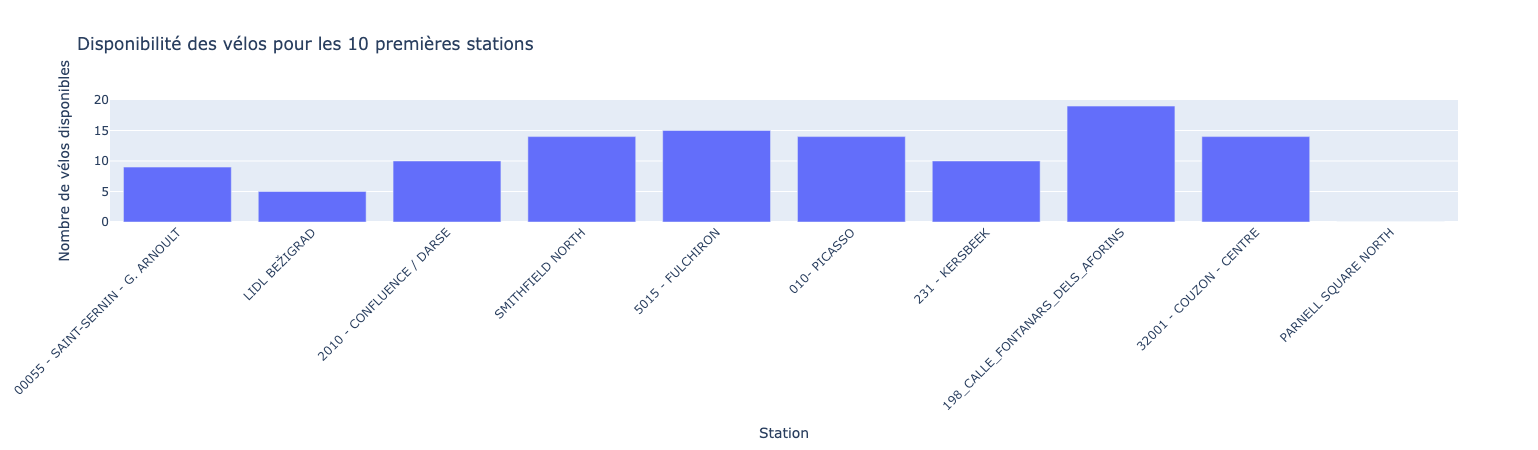 Disponibilité des vélos pour les 10 premières stations
Nombre de vélos disponibles
20
15
10
5
0
00055 - SAINT-SERNIN - G. ARNOULT
LIDL BEŽIGRAD
2010 - CONFLUENCE / DARSE
SMITHFIELD NORTH
5015 - FULCHIRON
010- PICASSO
231 - KERSBEEK
198_CALLE_FONTANARS_DELS_AFORINS
32001 - COUZON - CENTRE
PARNELL SQUARE NORTH
Station